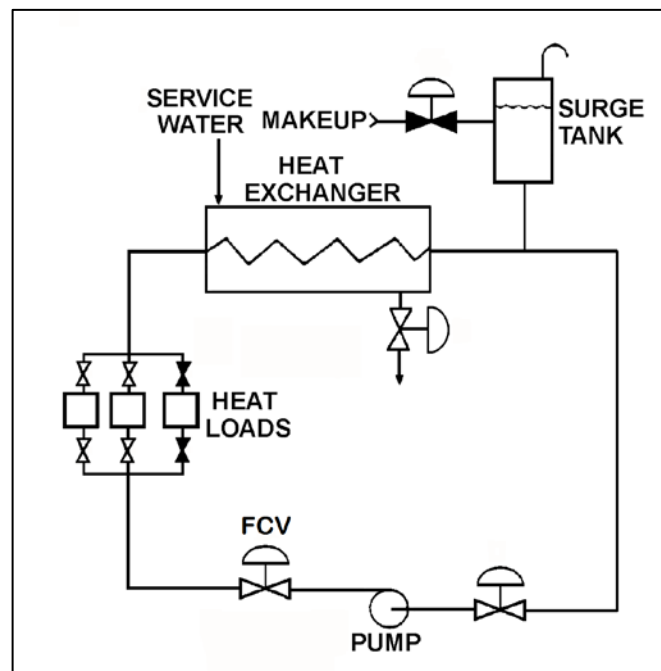 SERVICE
WATER
MAKEUP
SURGE
TANK
HEAT
EXCHANGER
HEAT
LOADS
FCV
PUMP